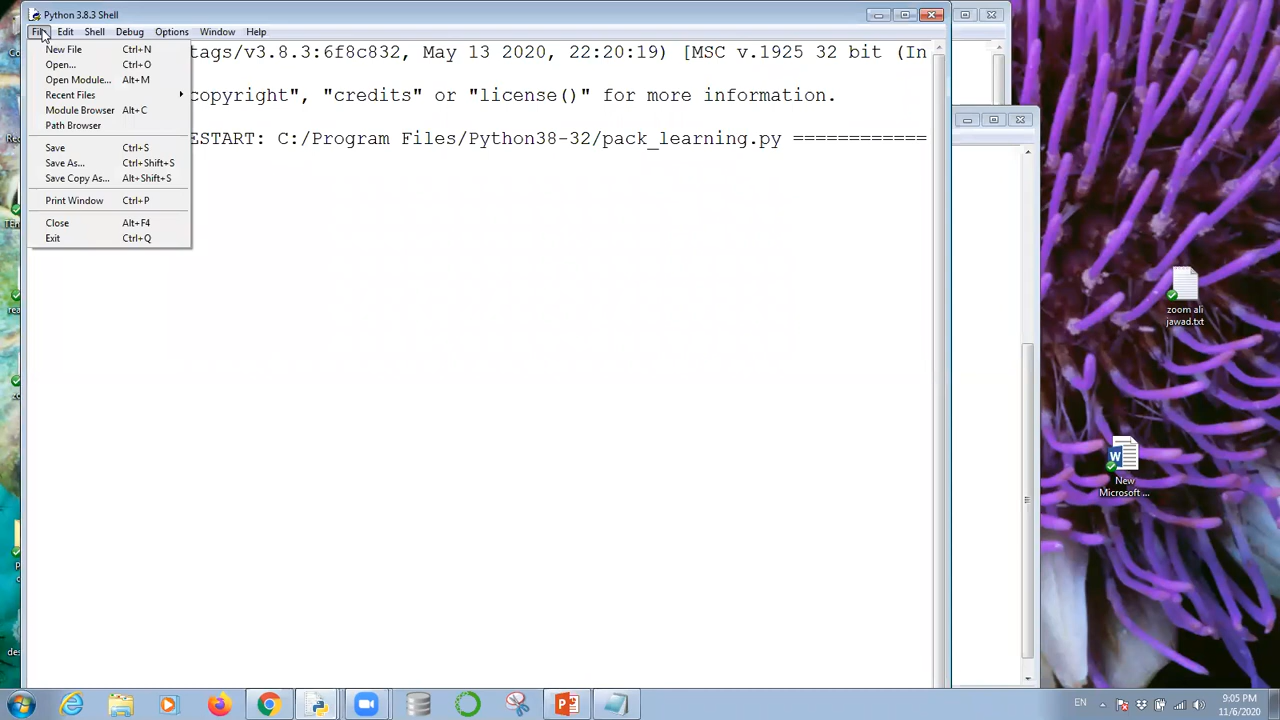 Python 3.8.3 Shell
File Edit Shell Debug Options Window Help
New File Ctrl+N
Open... Ctrl+O
Open Module... Alt+M
Recent Files
Module Browser Alt+C
Path Browser
Save Ctrl+S
Save As... Ctrl+Shift+S
Save Copy As... Alt+Shift+S
Print Window Ctrl+P
Close Alt+F4
Exit Ctrl+Q
tags/v3.8.3:6f8c832, May 13 2020, 22:20:19) [MSC v.1925 32 bit (In
copyright", "credits" or "license()" for more information.
ESTART: C:/Program Files/Python38-32/pack_learning.py ============
zoom ali
jawad.txt
New
Microsoft ...
EN
9:05 PM
11/6/2020